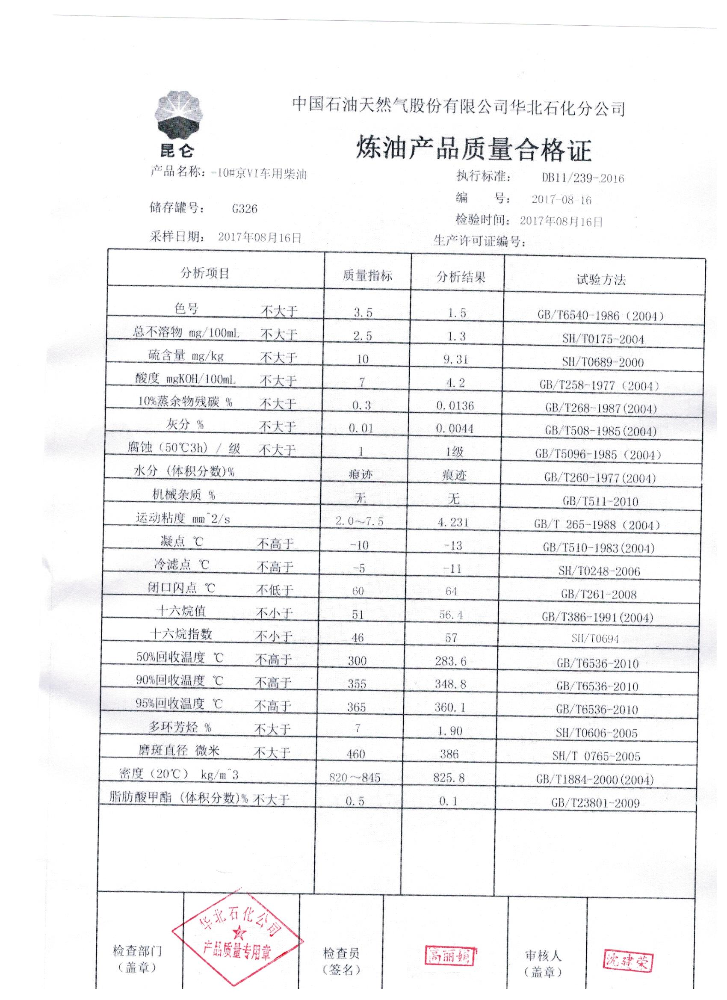 中国石油天然气股份有限公司华北石化分公司
昆仑
炼油产品质量合格证
产品名称：-10#京VI车用柴油
执行标准： DB11/239-2016
编 号： 2017-08-16
储存罐号： G326
检验时间：2017年08月16日
采样日期： 2017年08月16日
生产许可证编号：
分析项目 质量指标 分析结果 试验方法
色号 不大于 3.5 1.5 GB/T6540-1986（2004）
总不溶物 mg/100mL 不大于 2.5 1.3 SH/T0175-2004
硫含量 mg/kg 不大于 10 9.31 SH/T0689-2000
酸度 mgKOH/100mL 不大于 7 4.2 GB/T258-1977（2004）
10%蒸余物残碳 % 不大于 0.3 0.0136 GB/T268-1987(2004)
灰分 % 不大于 0.01 0.0044 GB/T508-1985(2004)
腐蚀（50℃3h）/ 级 不大于 1 1级 GB/T5096-1985（2004）
水分 (体积分数)% 痕迹 痕迹 GB/T260-1977(2004)
机械杂质 % 无 无 GB/T511-2010
运动粘度 mm^2/s 2.0～7.5 4.231 GB/T 265-1988（2004）
凝点 ℃ 不高于 -10 -13 GB/T510-1983(2004)
冷滤点 ℃ 不高于 -5 -11 SH/T0248-2006
闭口闪点 ℃ 不低于 60 64 GB/T261-2008
十六烷值 不小于 51 56.4 GB/T386-1991(2004)
十六烷指数 不小于 46 57 SH/T0694
50%回收温度 ℃ 不高于 300 283.6 GB/T6536-2010
90%回收温度 ℃ 不高于 355 348.8 GB/T6536-2010
95%回收温度 ℃ 不高于 365 360.1 GB/T6536-2010
多环芳烃 % 不大于 7 1.90 SH/T0606-2005
磨斑直径 微米 不大于 460 386 SH/T 0765-2005
密度（20℃） kg/m^3 820～845 825.8 GB/T1884-2000(2004)
脂肪酸甲酯 (体积分数)% 不大于 0.5 0.1 GB/T23801-2009
华北石化公司
产品质量专用章
检查部门
（盖章）
检查员
（签名）
高丽娟
审核人
（盖章）
沈建荣